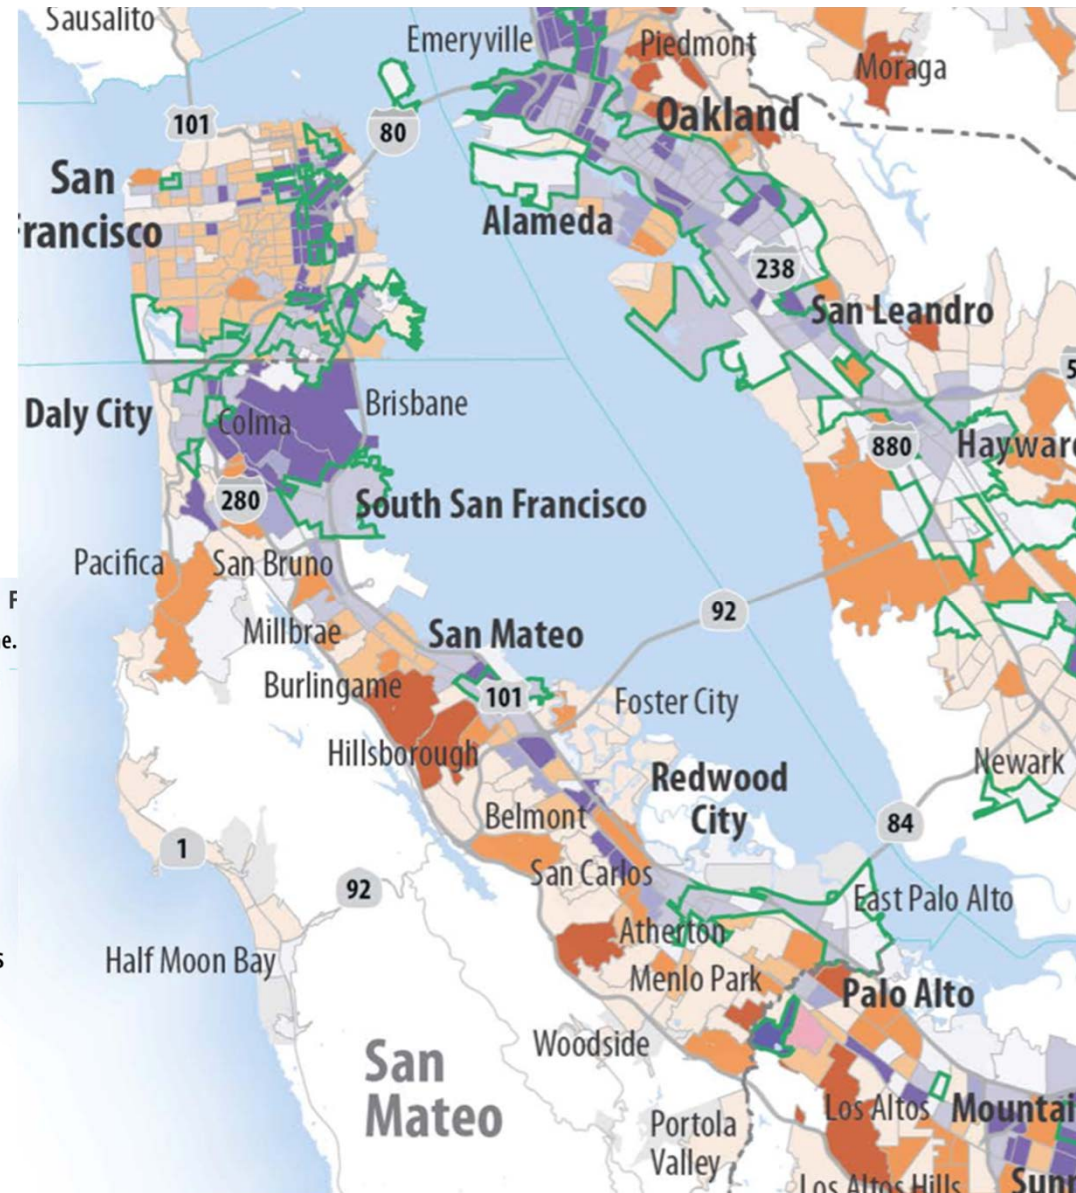 Sausalito
Emeryville
Piedmont
Moraga
101
80
Oakland
San
Francisco
Alameda
238
San Leandro
5
Daly City
Colma
Brisbane
880
Haywar
280
South San Francisco
Pacifica
San Bruno
F
92
Millbrae
San Mateo
e.
Burlingame
101
Foster City
Hillsborough
Newark
Redwood
City
Belmont
84
1
San Carlos
92
East Palo Alto
Atherton
Half Moon Bay
s
Menlo Park
Palo Alto
Woodside
San
Mateo
Los Altos
Mountai
Portola
Valley
Los Altos Hills
Sun